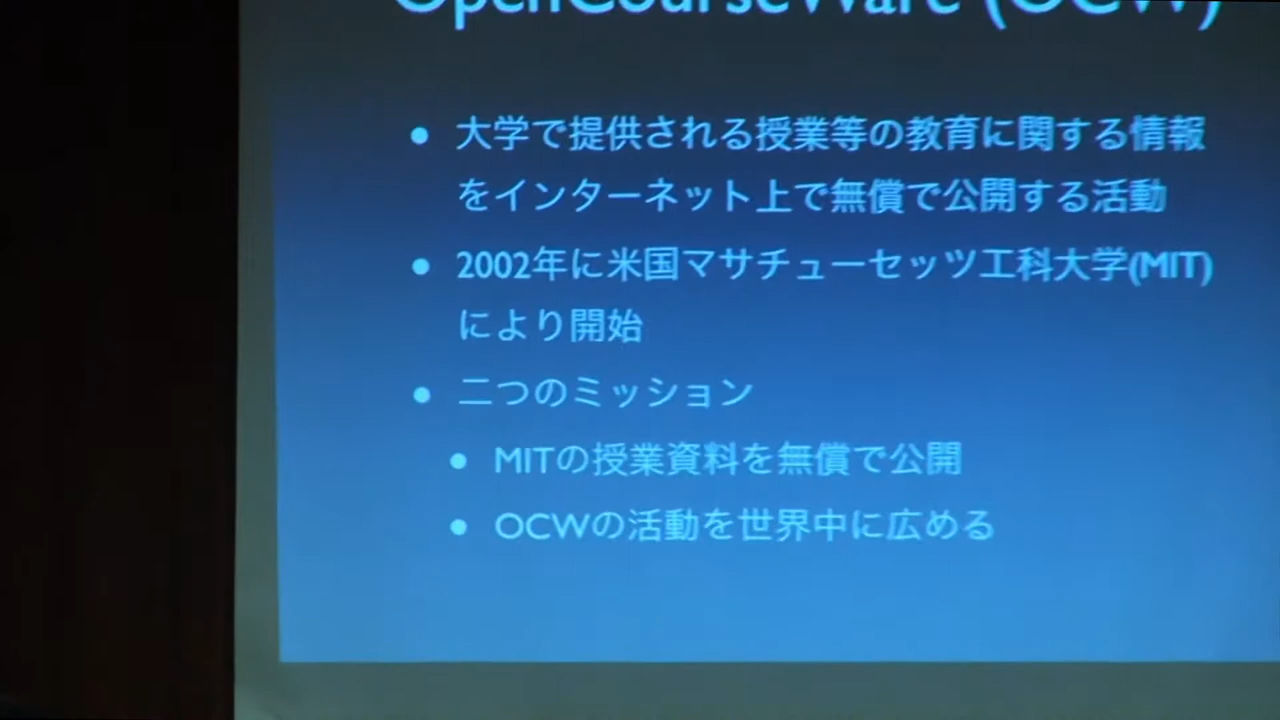 OpenCourseWare (OCW)
● 大学で提供される授業等の教育に関する情報
をインターネット上で無償で公開する活動
● 2002年に米国マサチューセッツ工科大学(MIT)
により開始
● 二つのミッション
● MITの授業資料を無償で公開
● OCWの活動を世界中に広める